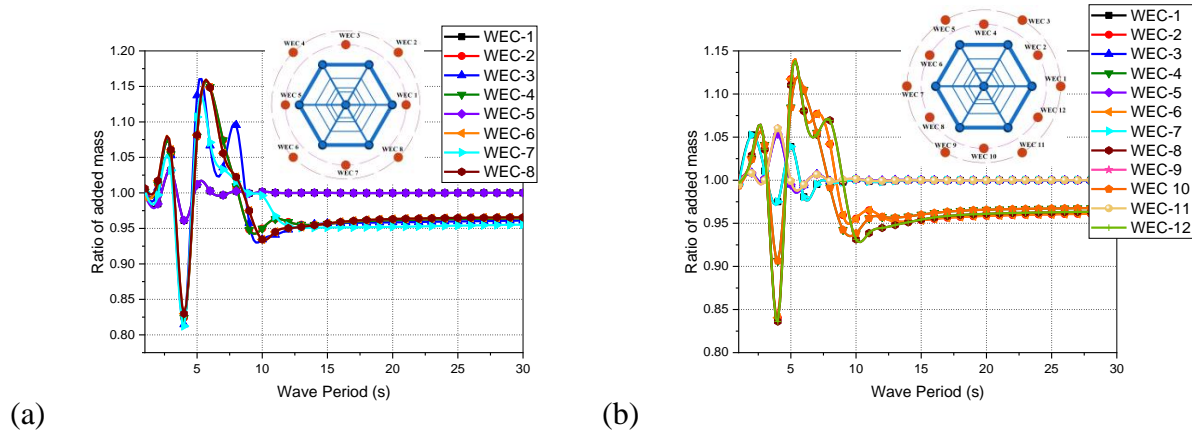 WEC-1
WEC-2
WEC-3
WEC-4
WEC-5
WEC-6
WEC-7
WEC-8
WEC 4
WEC 3
WEC 2
WEC 5
WEC 1
WEC 6
WEC 7
WEC 8
1.20
1.15
1.10
1.05
1.00
0.95
0.90
0.85
0.80
Ratio of added mass
5 10 15 20 25 30
Wave Period (s)
(a)
WEC-1
WEC-2
WEC-3
WEC-4
WEC-5
WEC-6
WEC-7
WEC-8
WEC-9
WEC 10
WEC-11
WEC-12
WEC 3
WEC 5
WEC 4
WEC 2
WEC 6
WEC 1
WEC 7
WEC 12
WEC 8
WEC 9
WEC 10
WEC 11
1.15
1.10
1.05
1.00
0.95
0.90
0.85
0.80
Ratio of added mass
5 10 15 20 25 30
Wave Period (s)
(b)